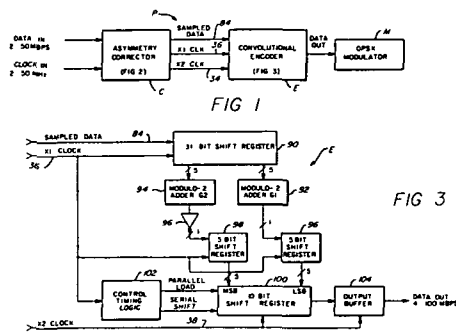 P
SAMPLED DATA
84
DATA IN
2 50 MBPS
CLOCK IN
2 50 MHz
ASYMMETRY
CORRECTOR
(FIG 2)
C
X1 CLK
36
X2 CLK
34
CONVOLUTIONAL
ENCODER
(FIG 3)
E
DATA
OUT
QPSK
MODULATOR
M
FIG 1
SAMPLED DATA
84
X1 CLOCK
36
31 BIT SHIFT REGISTER
90
E
5
5
94
MODULO-2
ADDER G2
MODULO-2
ADDER G1
92
FIG 3
96
1
1
98
5 BIT
SHIFT
REGISTER
96
5 BIT
SHIFT
REGISTER
102
CONTROL
TIMING
LOGIC
PARALLEL
LOAD
SERIAL
SHIFT
5
100
5
MSB
LSB
10 BIT
SHIFT REGISTER
104
OUTPUT
BUFFER
DATA OUT
4 100 MBPS
X2 CLOCK
38